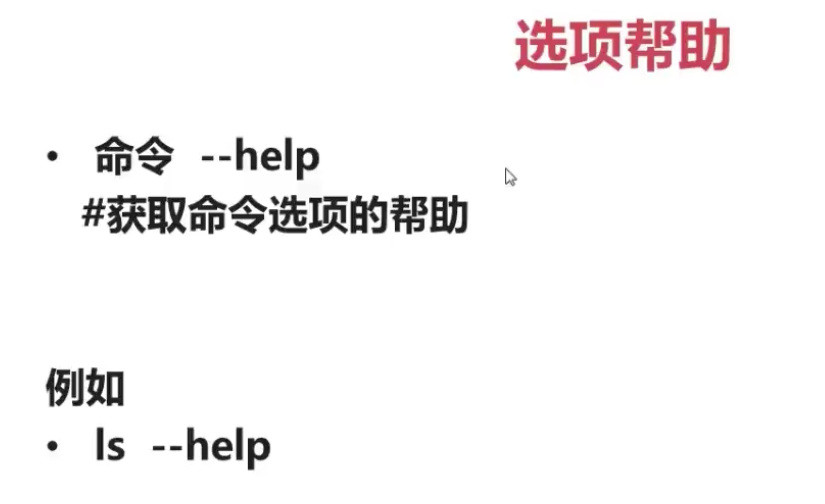 选项帮助
• 命令 --help
#获取命令选项的帮助
例如
• ls --help